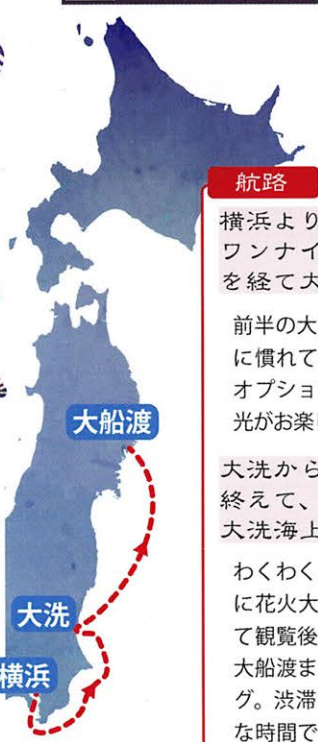 大船渡
大洗
横浜
航路
横浜より
ワンナイ
を経て大
前半の大
に慣れて
オプショ
光がお楽
大洗から
終えて、
大洗海上
わくわく
に花火大
て観覧後
大船渡ま
グ。渋滞
な時間で